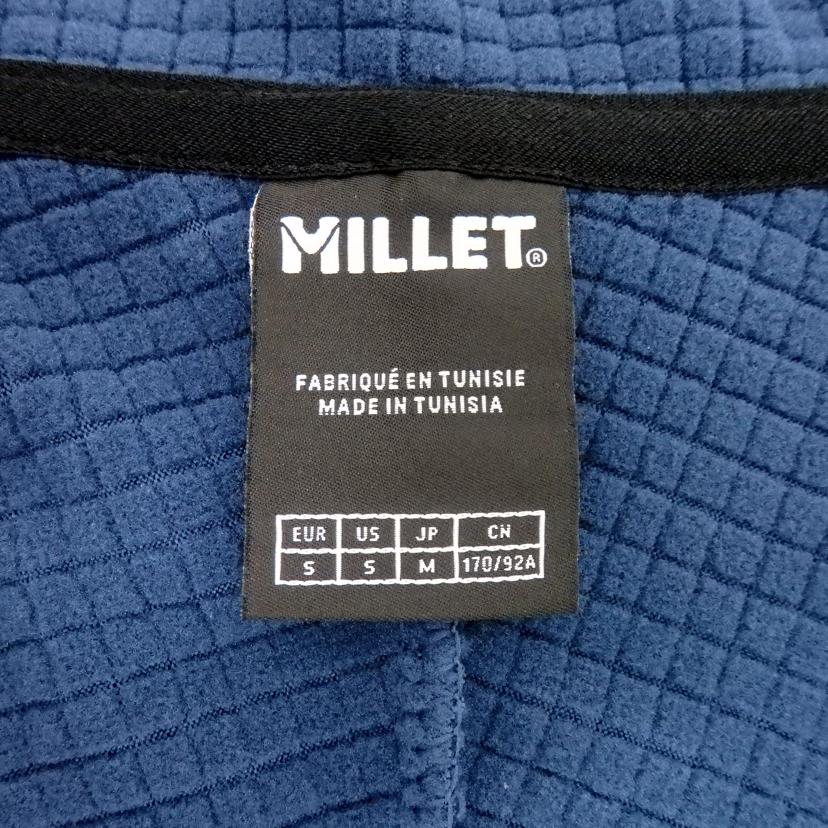 MILLET®
FABRIQUÉ EN TUNISIE
MADE IN TUNISIA
EUR US JP CN
S S M 170/92A